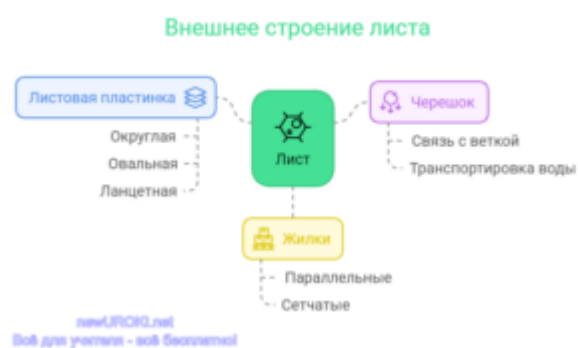 Внешнее строение листа
Листовая пластинка
Округлая
Овальная
Ланцетная
Лист
Черешок
Связь с веткой
Транспортировка воды
Жилки
Параллельные
Сетчатые
newUROKI.net
Всё для учителя - всё бесплатно!